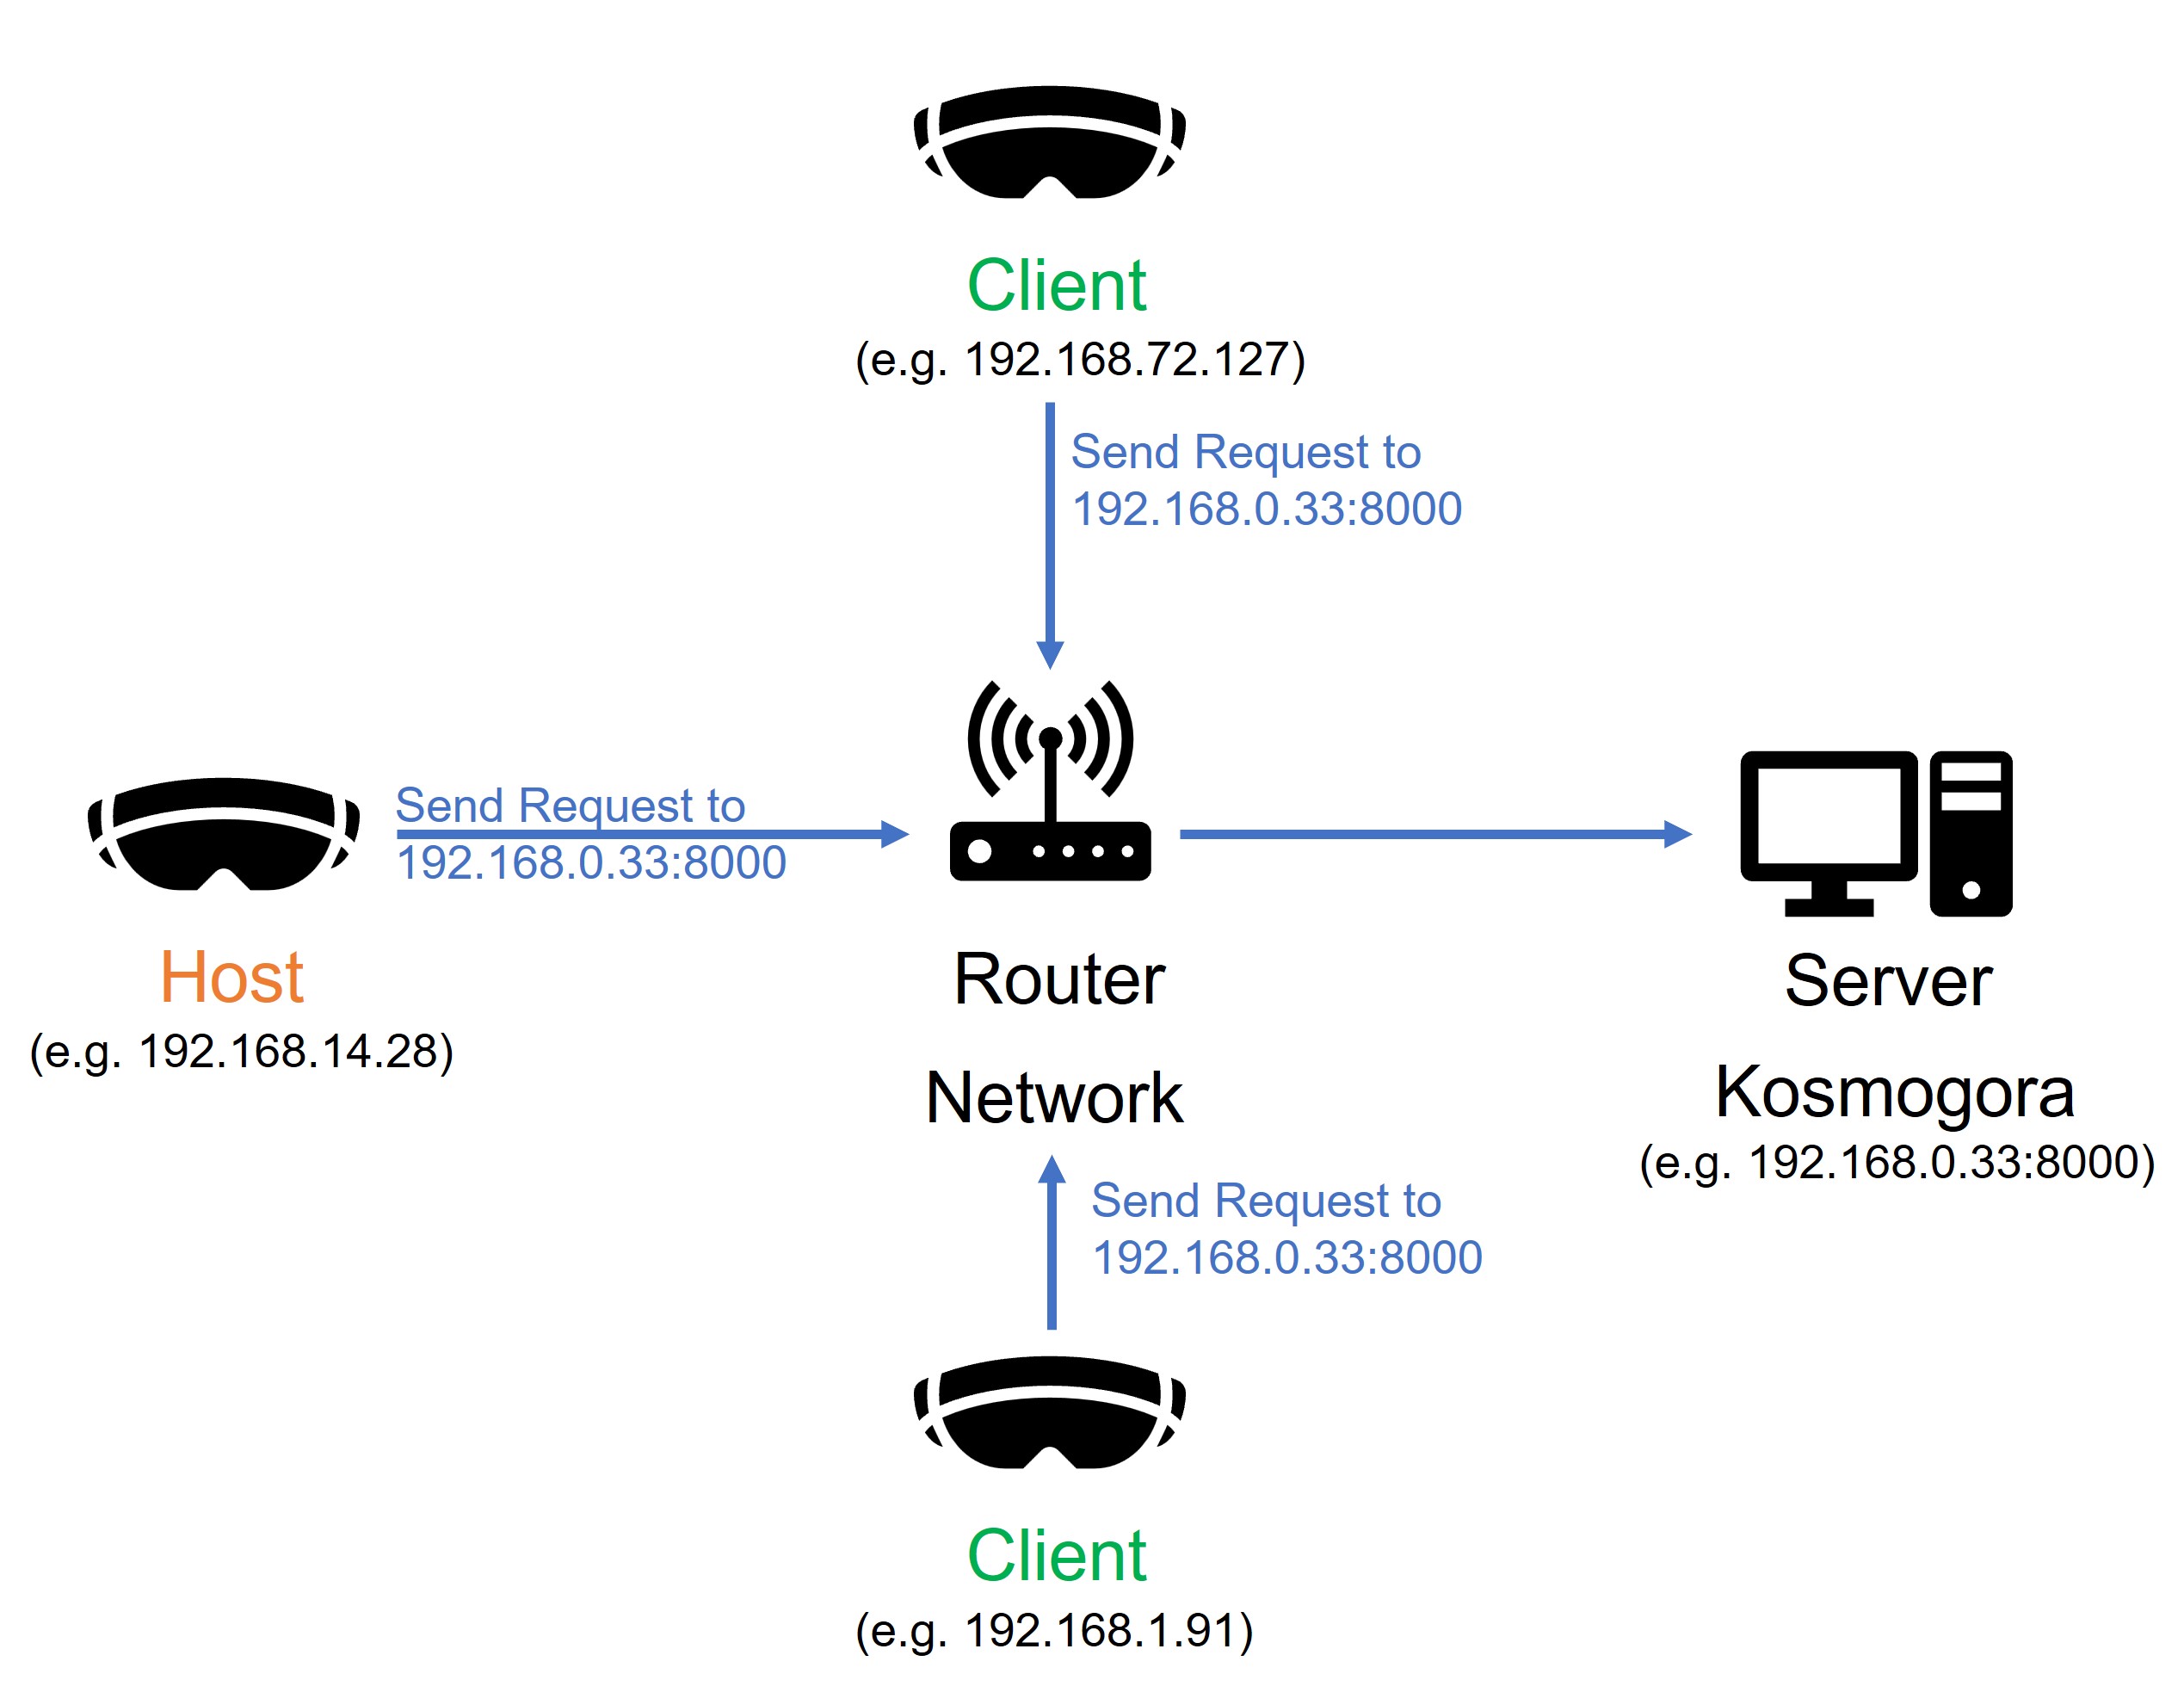 Client
(e.g. 192.168.72.127)
Send Request to
192.168.0.33:8000
Send Request to
192.168.0.33:8000
Host
(e.g. 192.168.14.28)
Router
Network
Server
Kosmogora
(e.g. 192.168.0.33:8000)
Send Request to
192.168.0.33:8000
Client
(e.g. 192.168.1.91)